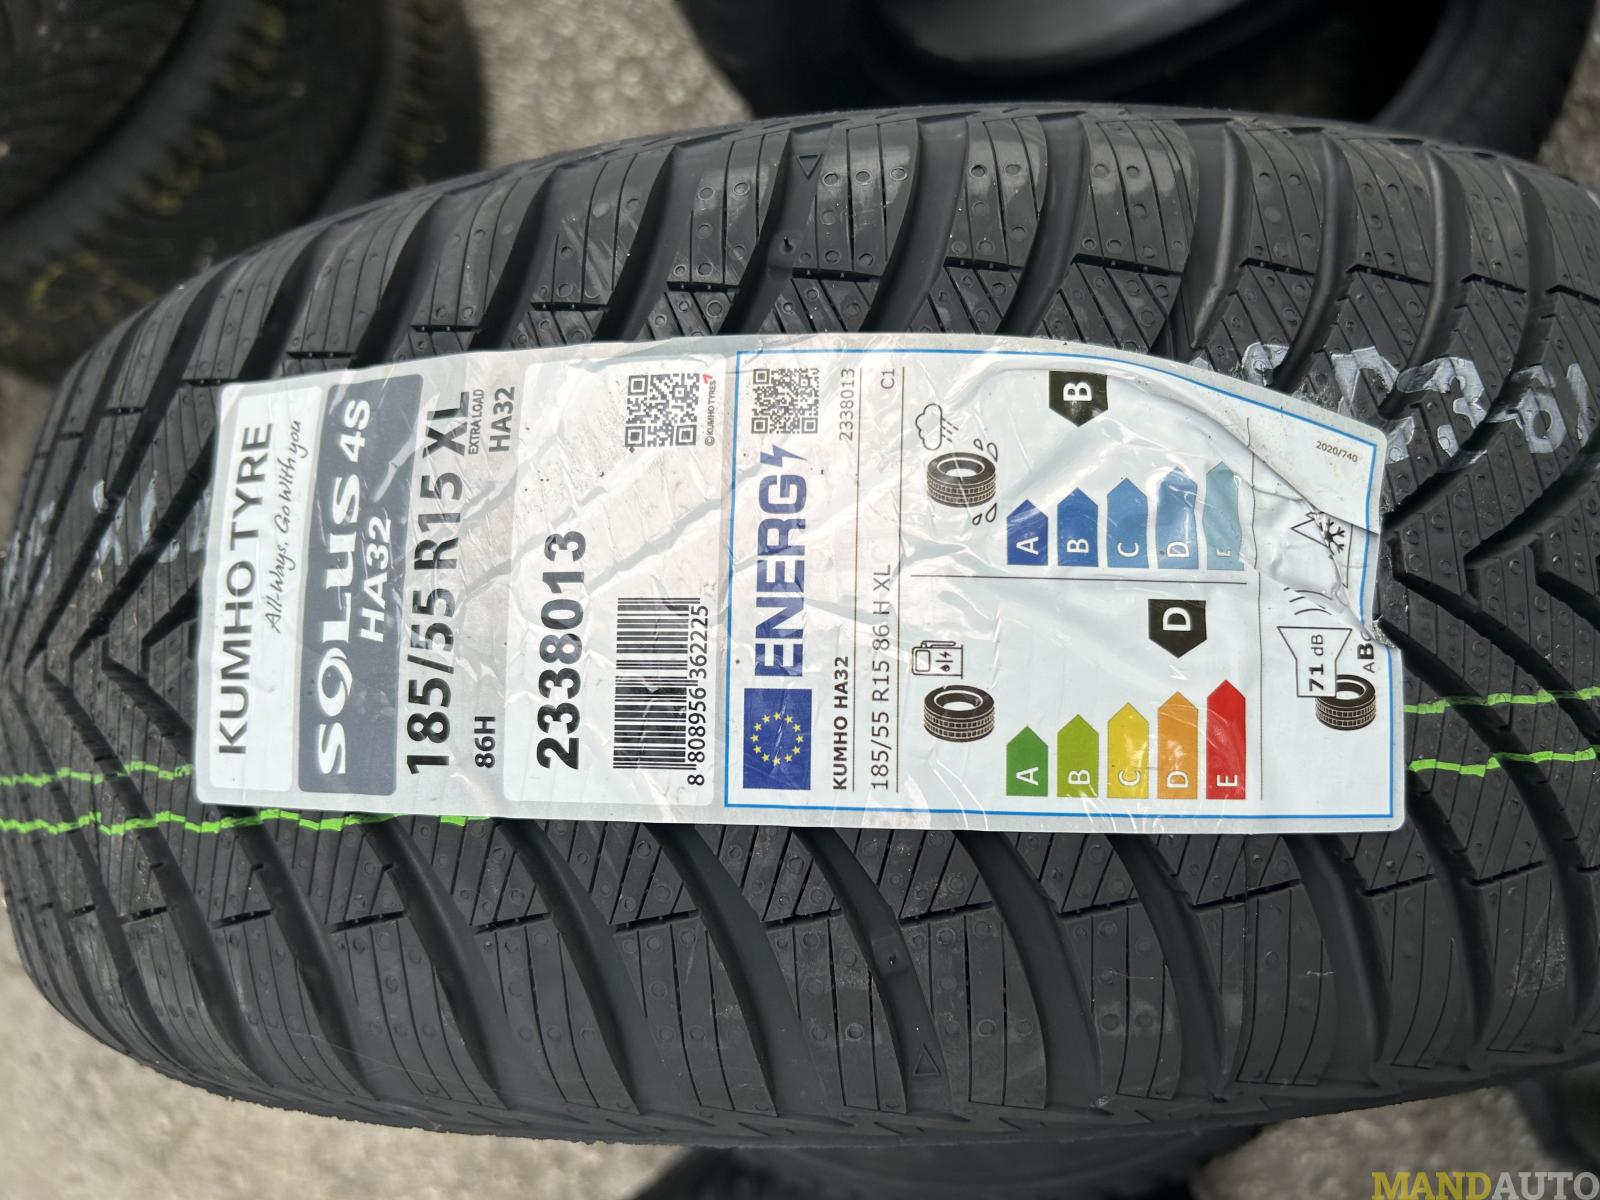 KUMHO TYRE
All-Ways. Go With you
SOLUS 4S
HA32
185/55 R15 XL
EXTRA LOAD
86H
HA32
2338013
8 808956 362225
© KUMHO TYRES
ENERG
KUMHO HA32
2338013
185/55 R15 86 H XL
C1
A
B
C
D
E
D
A
B
C
D
E
B
71 dB
ABC
2020/740
MANDAUTO